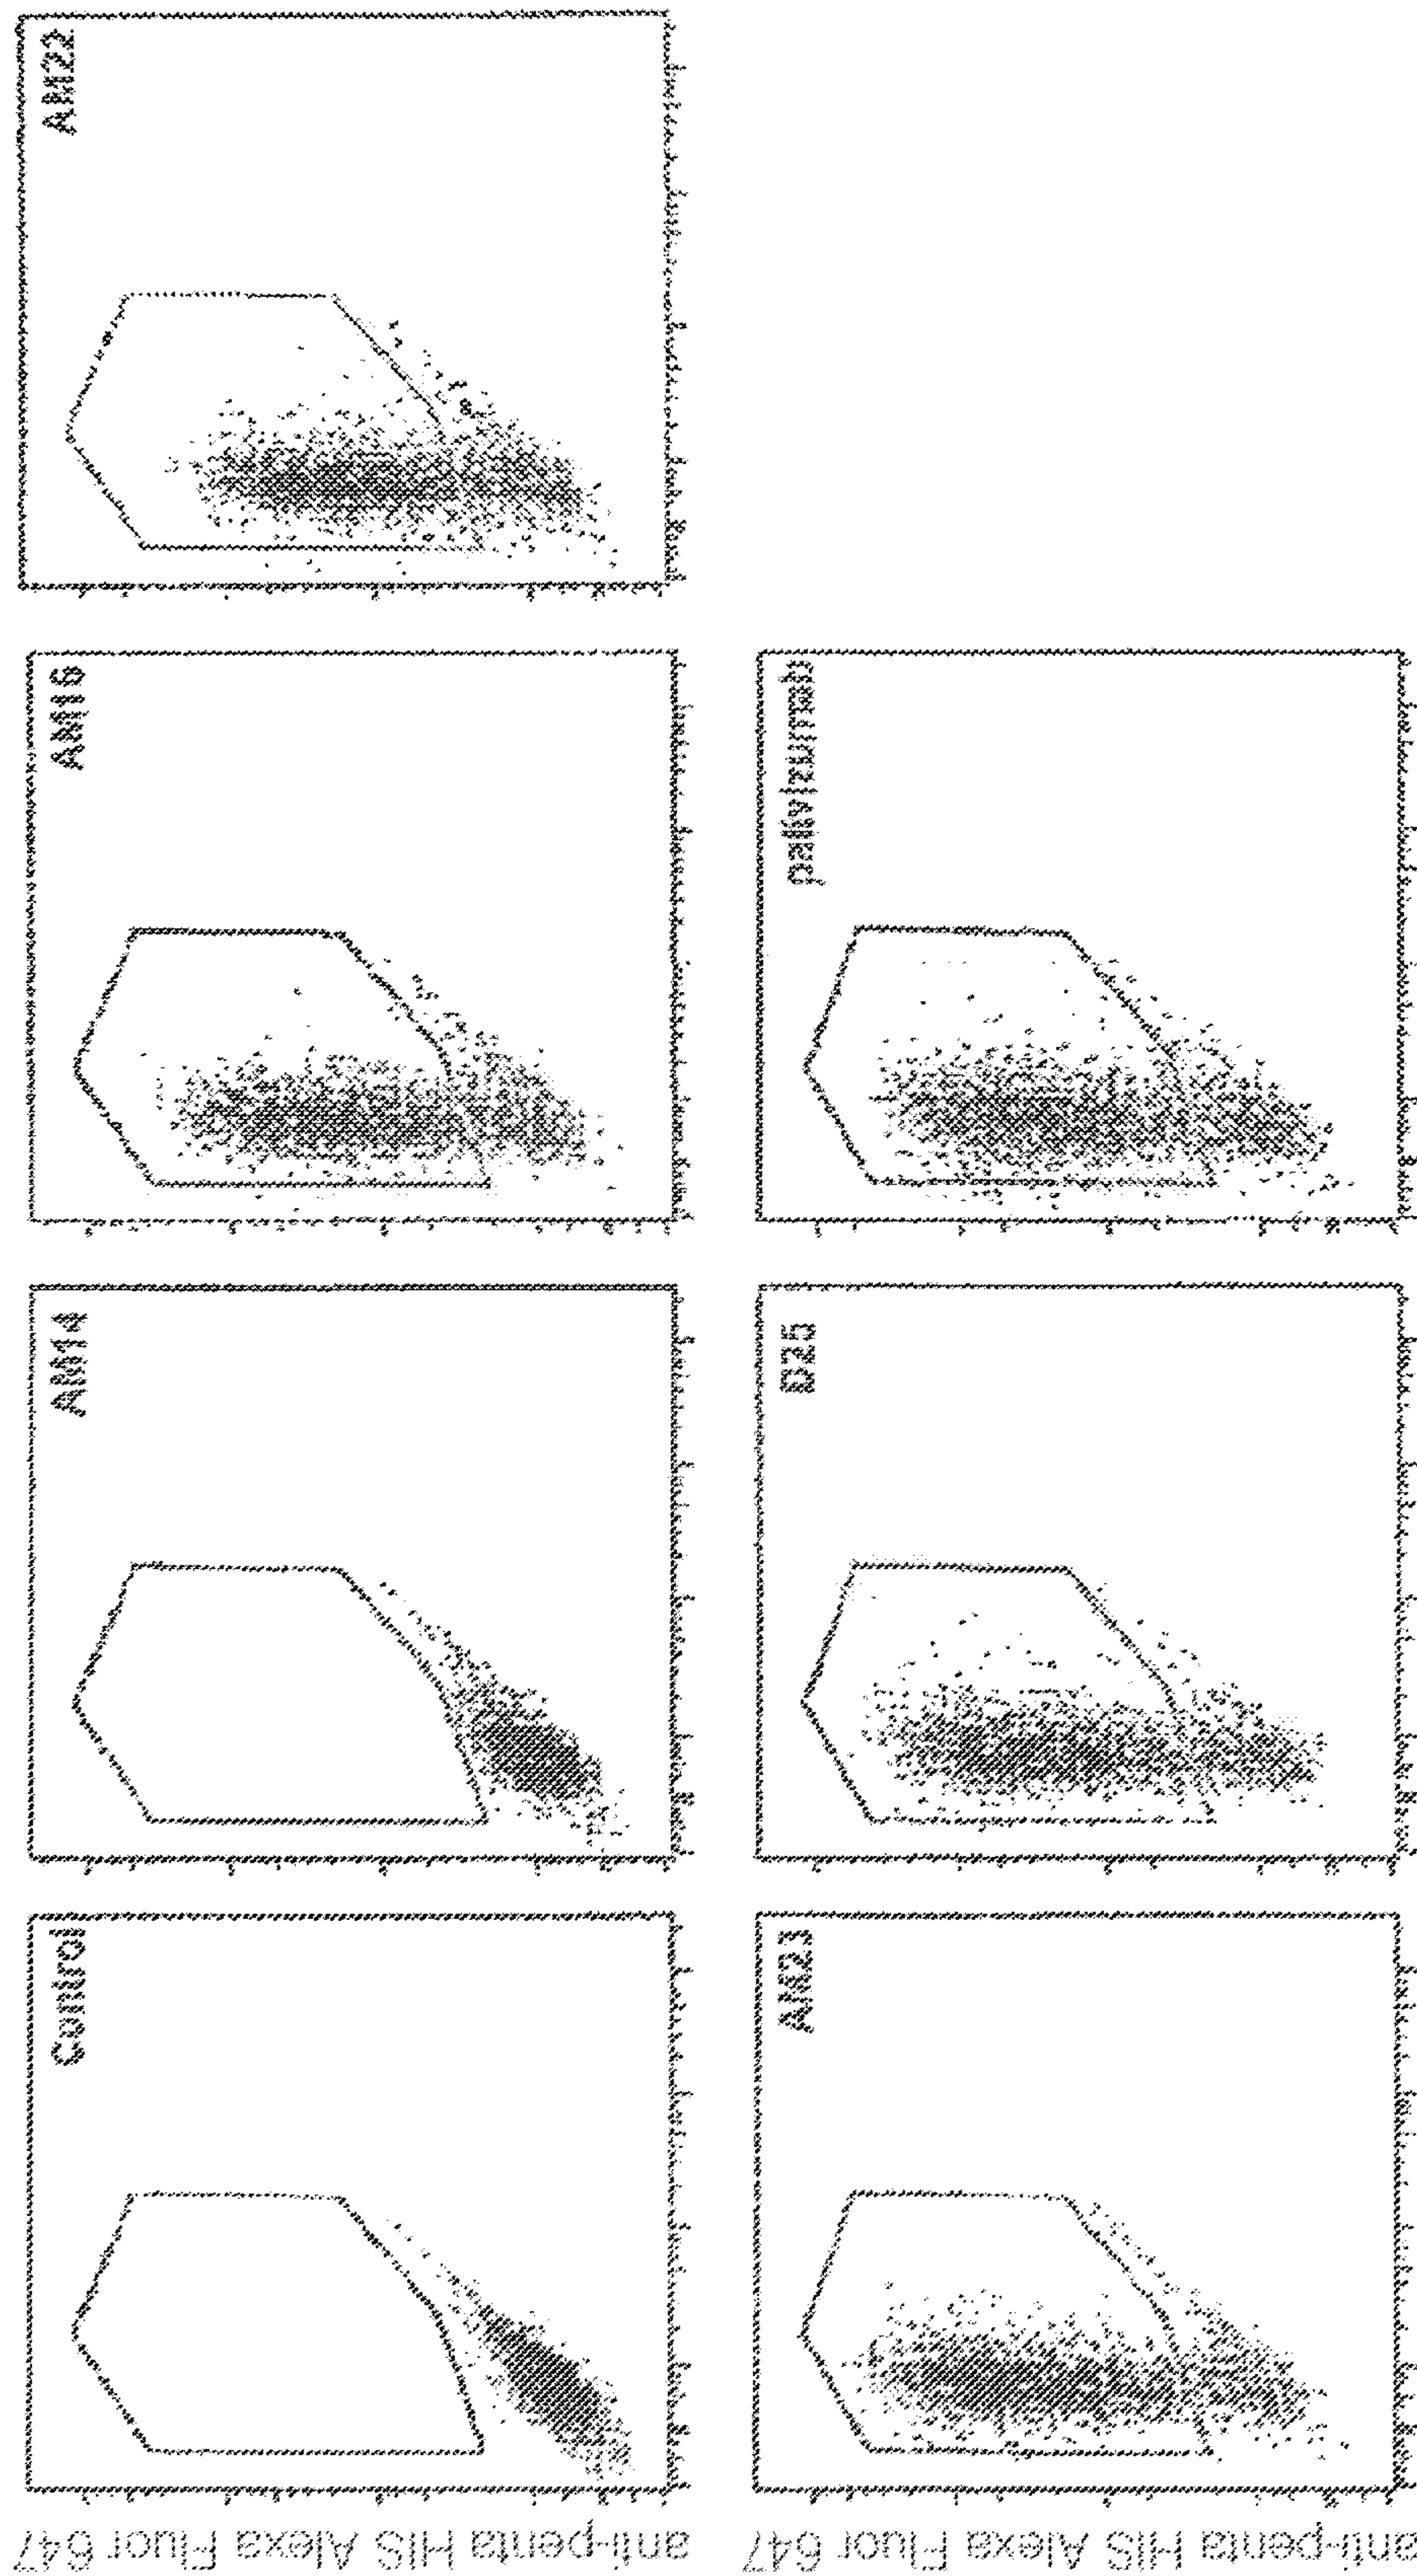 anti-penta HIS Alexa Fluor 647
Control
AM14
AM16
AM22
anti-penta HIS Alexa Fluor 647
AM23
D25
palivizumab